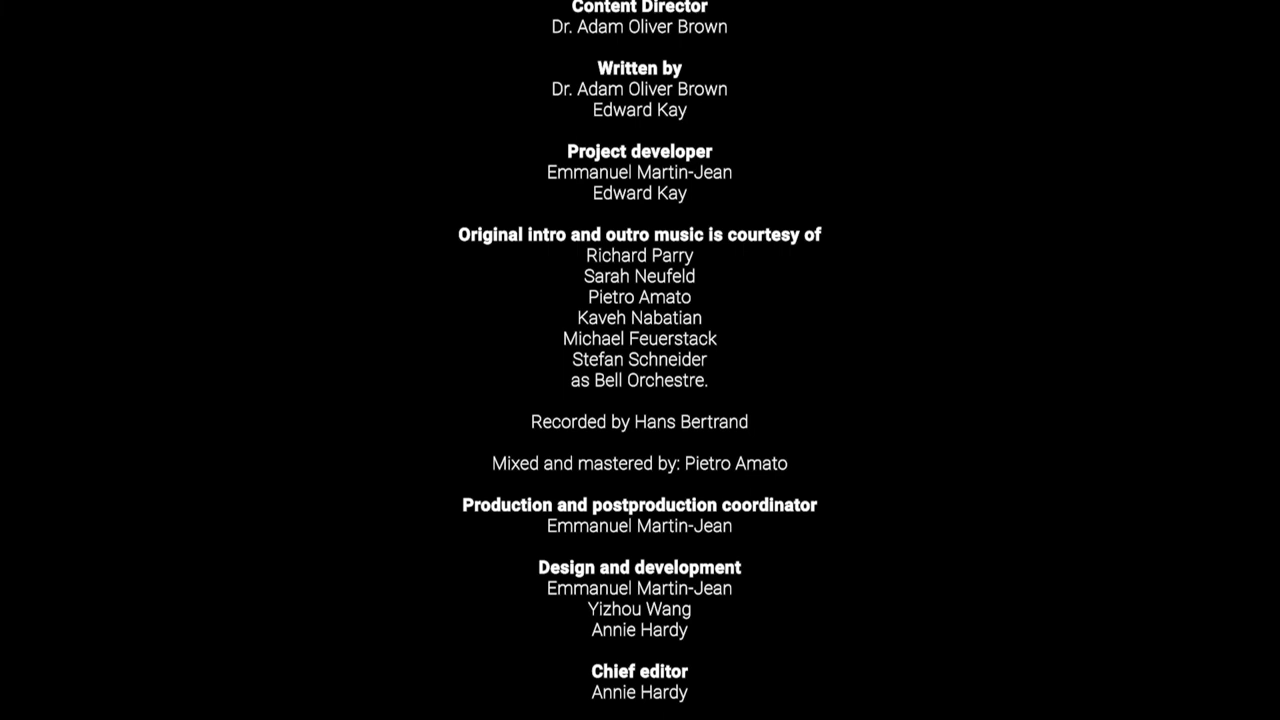 Content Director
Dr. Adam Oliver Brown
Written by
Dr. Adam Oliver Brown
Edward Kay
Project developer
Emmanuel Martin-Jean
Edward Kay
Original intro and outro music is courtesy of
Richard Parry
Sarah Neufeld
Pietro Amato
Kaveh Nabatian
Michael Feuerstack
Stefan Schneider
as Bell Orchestre.
Recorded by Hans Bertrand
Mixed and mastered by: Pietro Amato
Production and postproduction coordinator
Emmanuel Martin-Jean
Design and development
Emmanuel Martin-Jean
Yizhou Wang
Annie Hardy
Chief editor
Annie Hardy